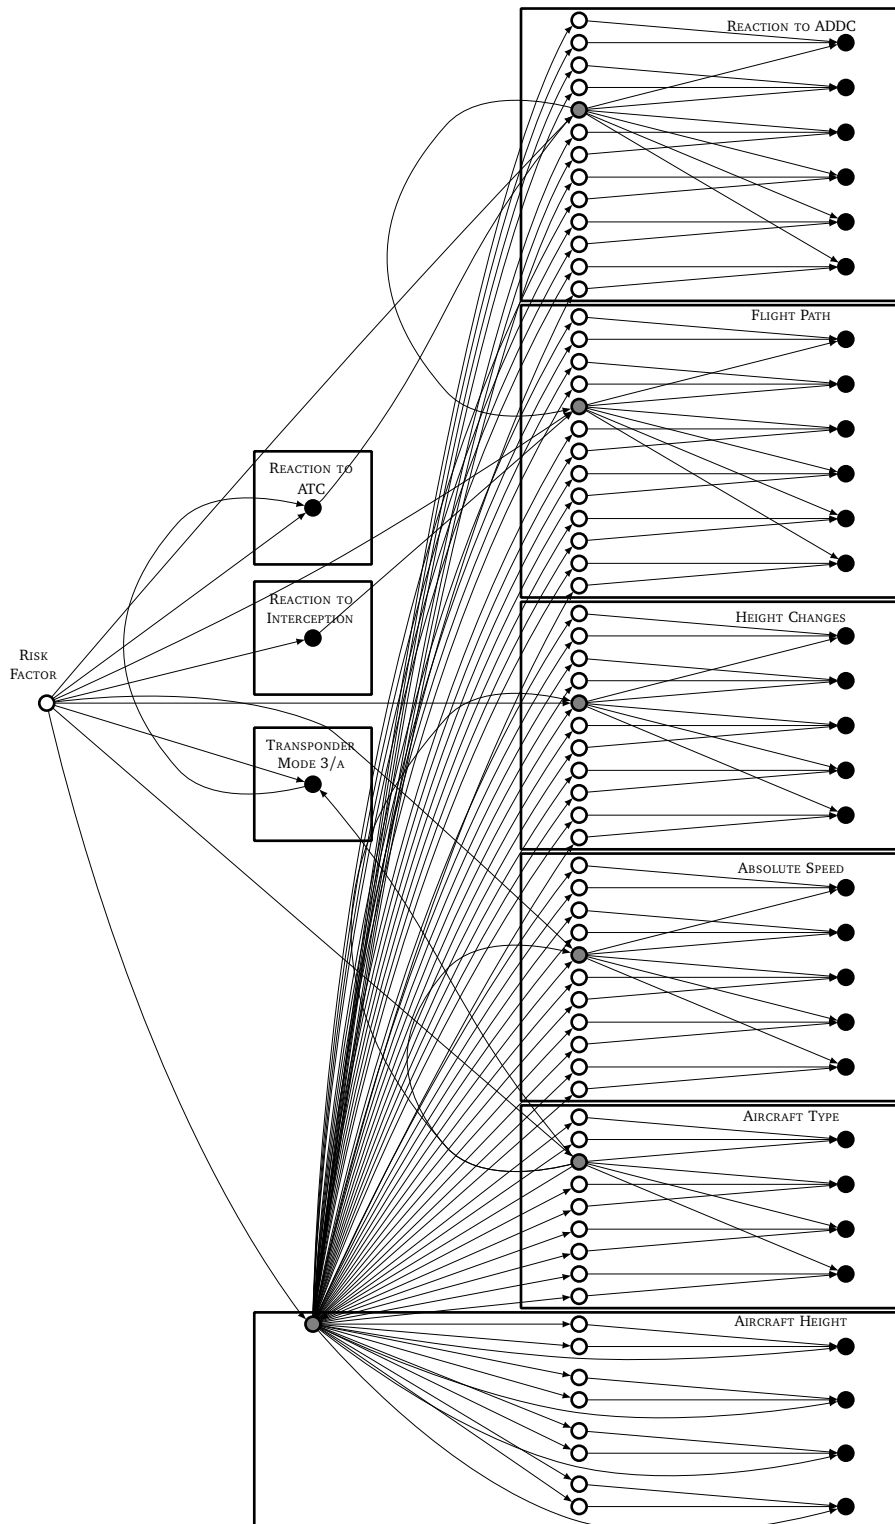 Reaction to ADDC
Flight Path
Reaction to
ATC
Reaction to
Interception
Height Changes
Risk
Factor
Transponder
Mode 3/a
Absolute Speed
Aircraft Type
Aircraft Height